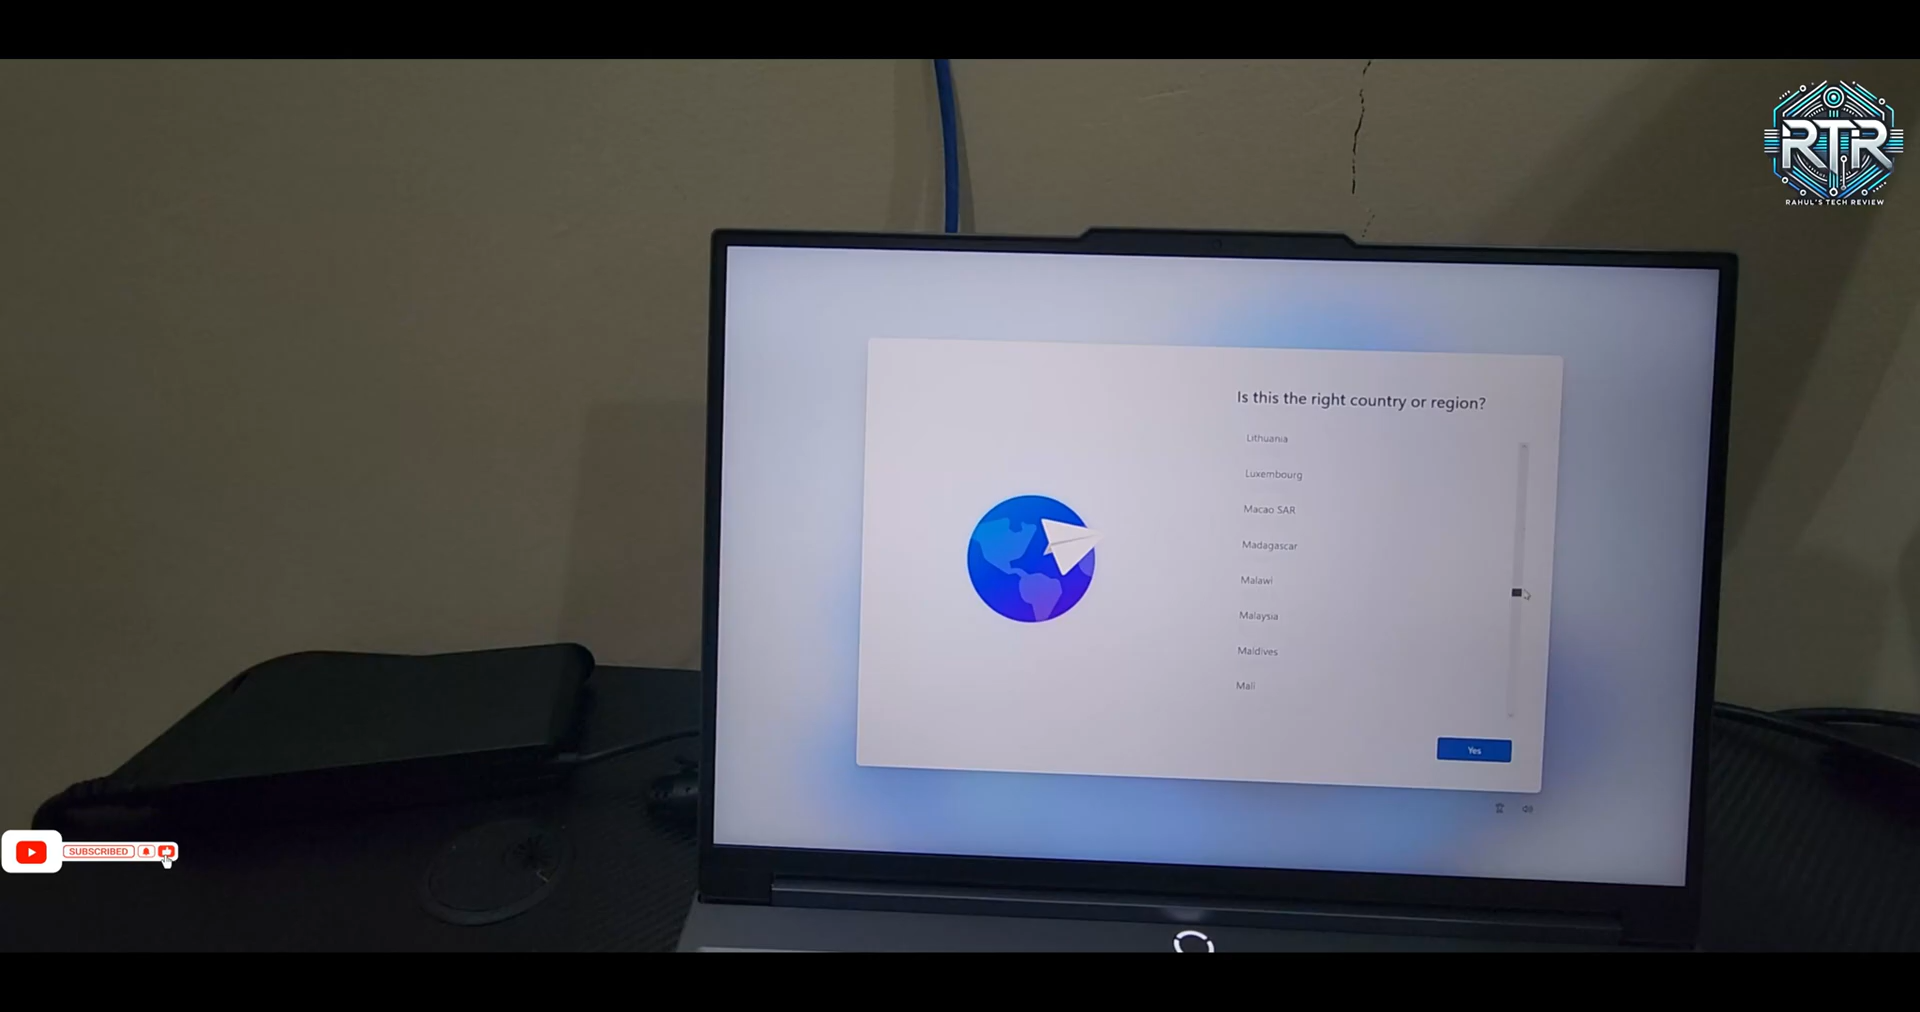 RTR
RAHUL'S TECH REVIEW
Is this the right country or region?
Lithuania
Luxembourg
Macao SAR
Madagascar
Malawi
Malaysia
Maldives
Mali
Yes
SUBSCRIBED